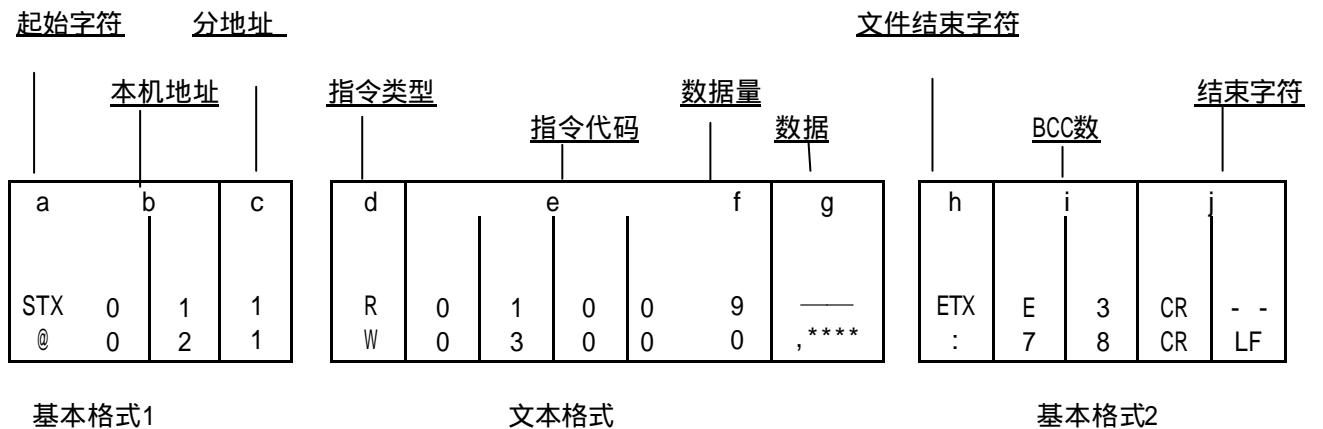 起始字符 分地址 文件结束字符
本机地址 指令类型 数据量 结束字符
指令代码 数据 BCC数
a b c d e f g h i j
STX 0 1 1 R 0 1 0 0 9 —— ETX E 3 CR - -
@ 0 2 1 W 0 3 0 0 0 ,**** : 7 8 CR LF
基本格式1 文本格式 基本格式2